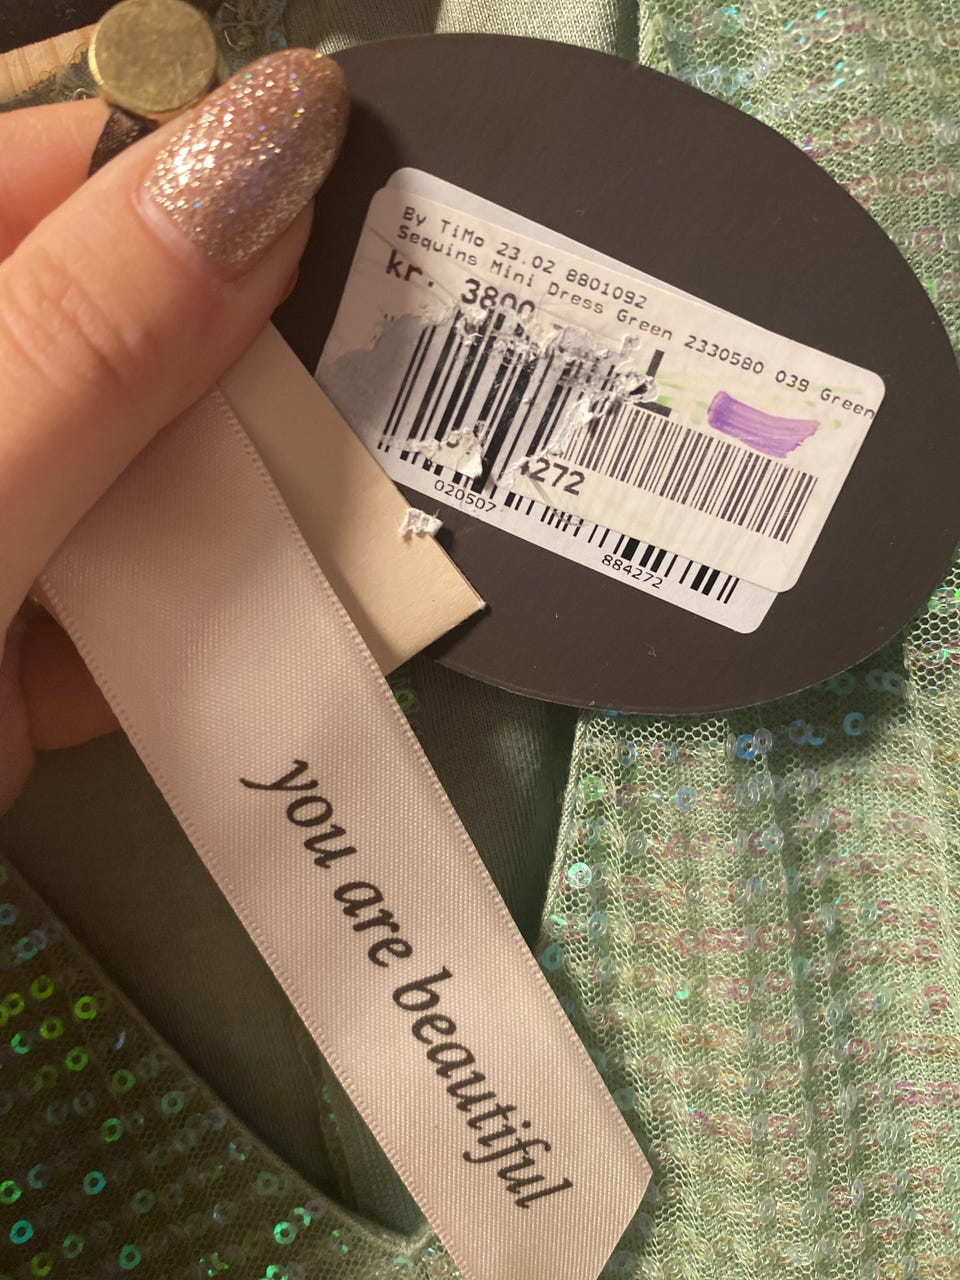 By TiMo 23.02 8801092
Sequins Mini Dress Green 2330580 039 Green
kr. 3800
L
272
020507
884272
you are beautiful